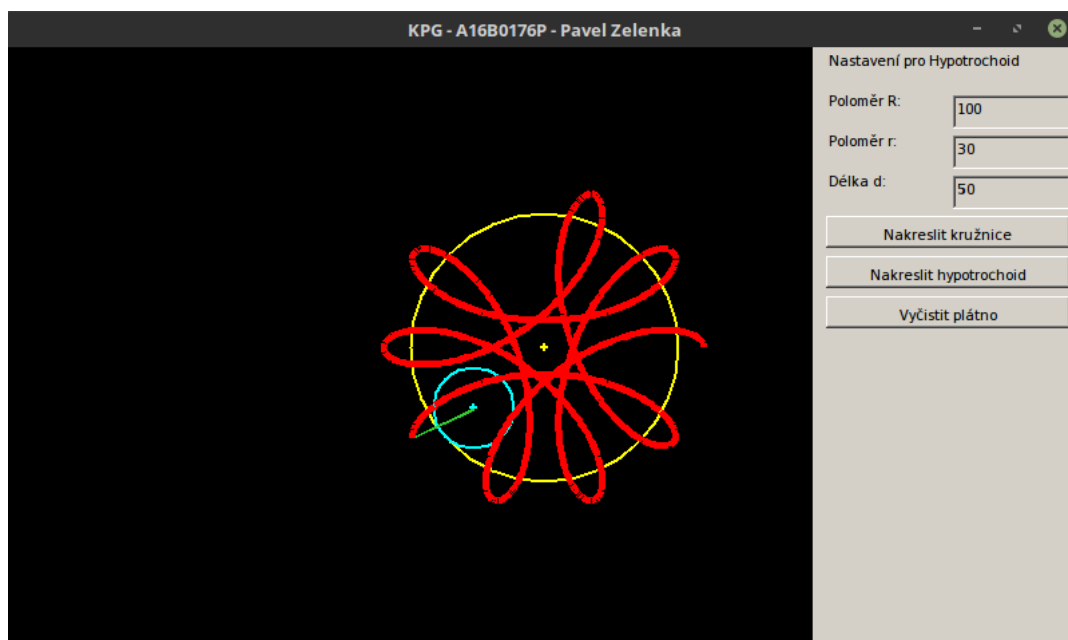 KPG - A16B0176P - Pavel Zelenka
Nastavení pro Hypotrochoid
Poloměr R: 100
Poloměr r: 30
Délka d: 50
Nakreslit kružnice
Nakreslit hypotrochoid
Vyčistit plátno